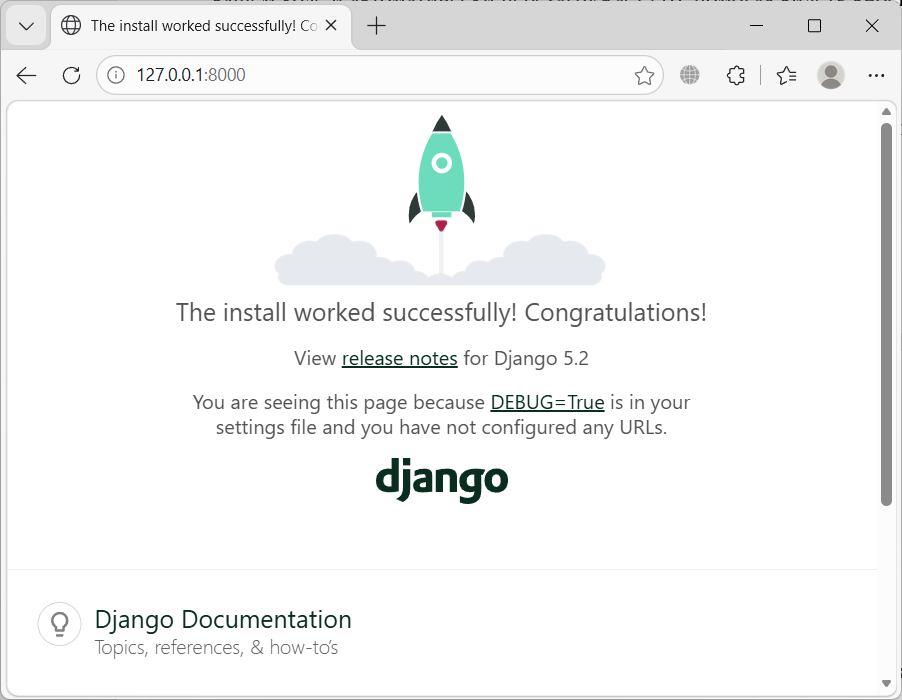 The install worked successfully! Co
127.0.0.1:8000
The install worked successfully! Congratulations!
View release notes for Django 5.2
You are seeing this page because DEBUG=True is in your
settings file and you have not configured any URLs.
django
Django Documentation
Topics, references, & how-to’s